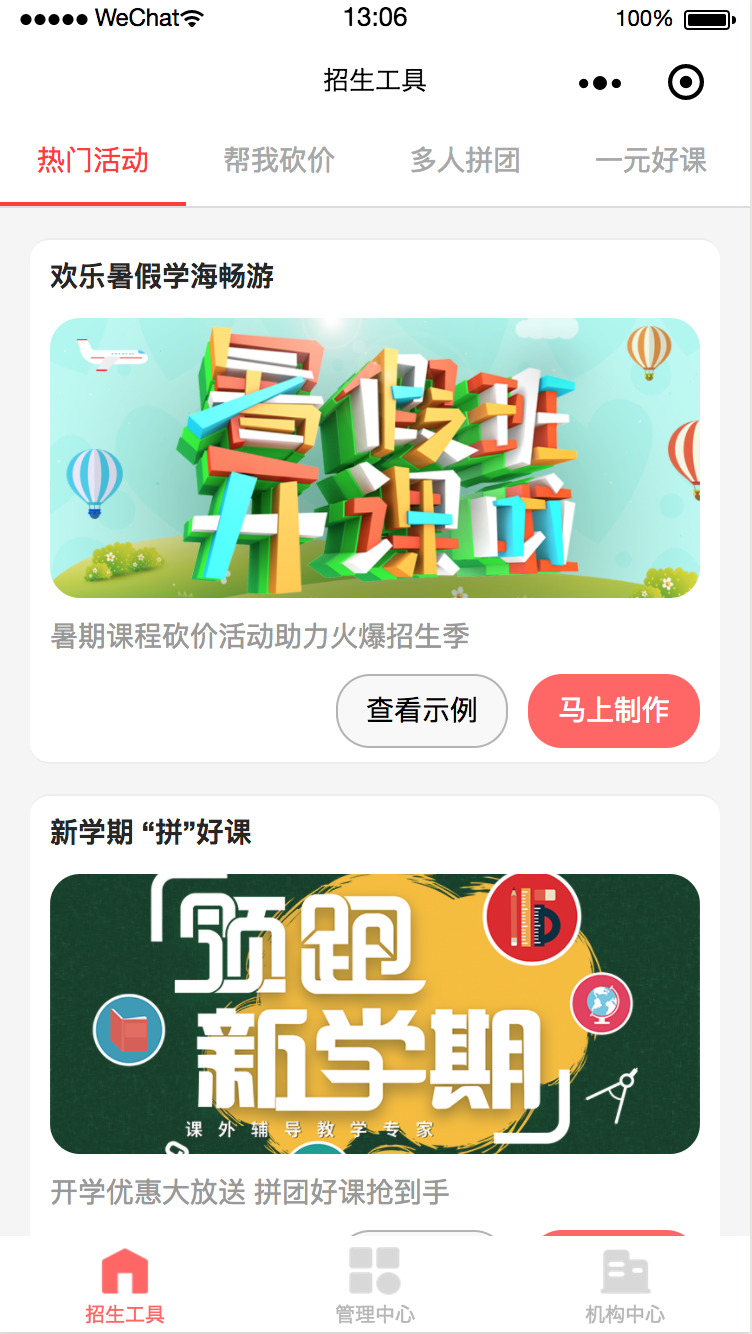 ●●●●● WeChat 13:06 100%
招生工具
热门活动 帮我砍价 多人拼团 一元好课
欢乐暑假学海畅游
暑假班
开课啦
暑期课程砍价活动助力火爆招生季
查看示例 马上制作
新学期 “拼”好课
领跑
新学期
课外辅导教学专家
开学优惠大放送 拼团好课抢到手
招生工具 管理中心 机构中心